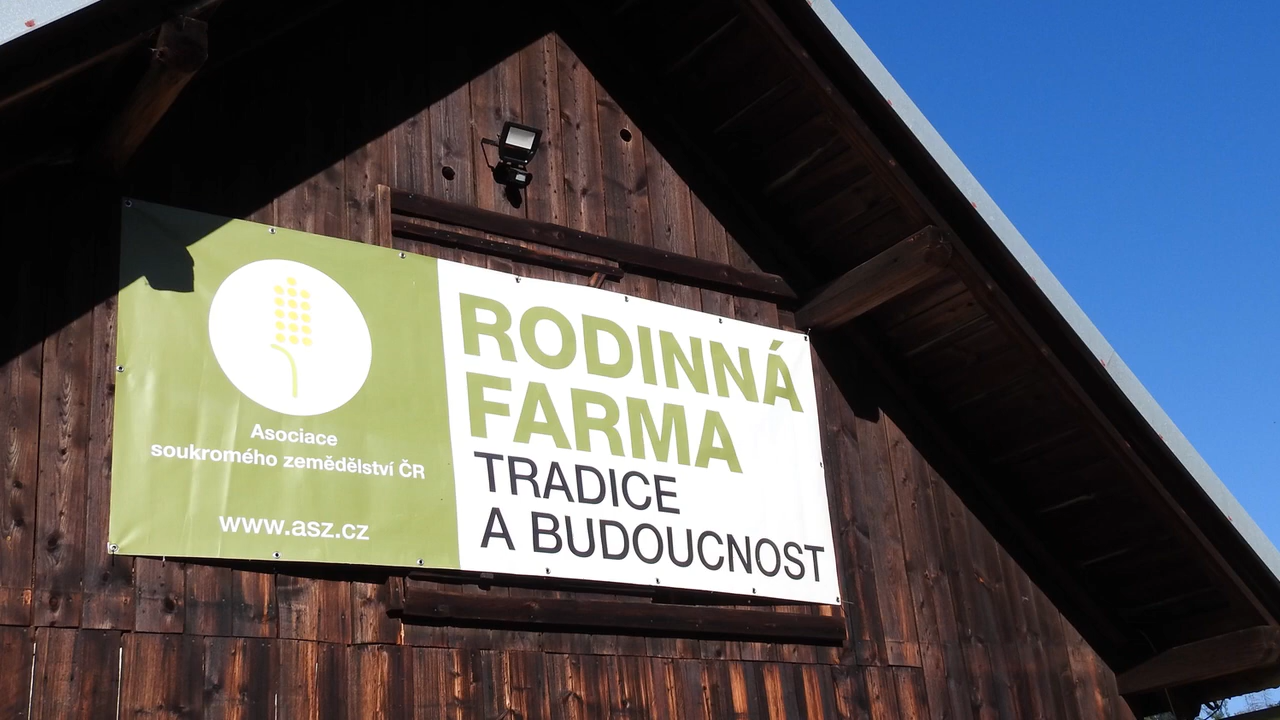 Asociace
soukromého zemědělství ČR
www.asz.cz
RODINNÁ
FARMA
TRADICE
A BUDOUCNOST